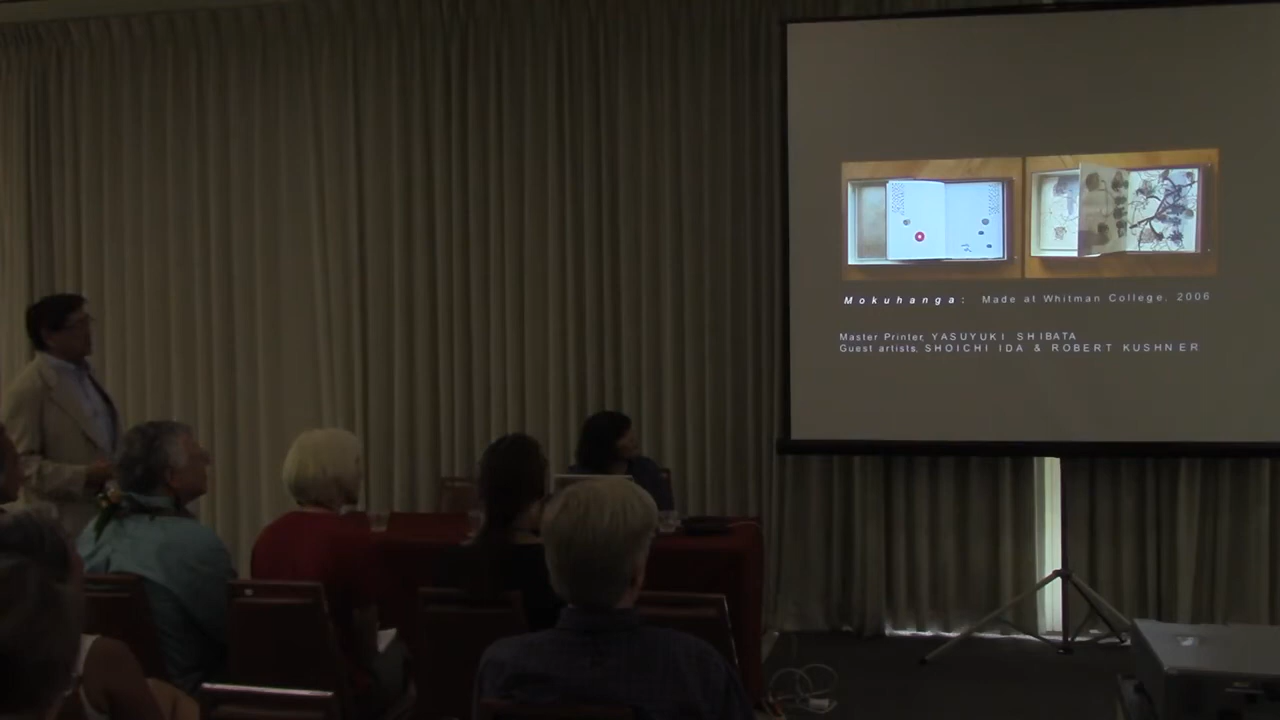 Mokuhanga: Made at Whitman College, 2006
Master Printer, YASUYUKI SHIBATA
Guest artists, SHOICHI IDA & ROBERT KUSHNER